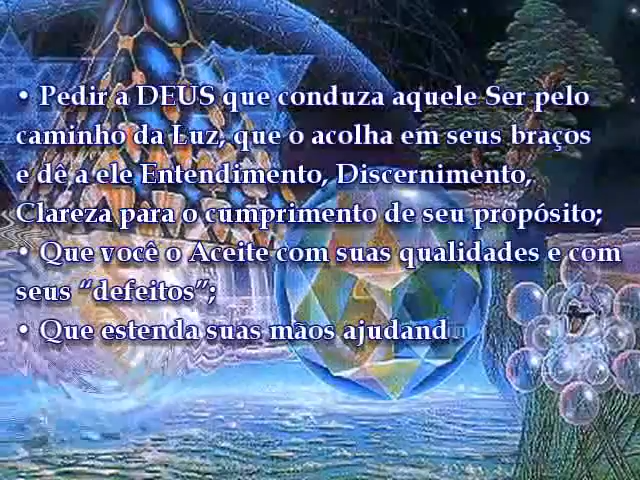 • Pedir a DEUS que conduza aquele Ser pelo
caminho da Luz, que o acolha em seus braços
e dê a ele Entendimento, Discernimento,
Clareza para o cumprimento de seu propósito;
• Que você o Aceite com suas qualidades e com
seus “defeitos”;
• Que estenda suas mãos ajudand